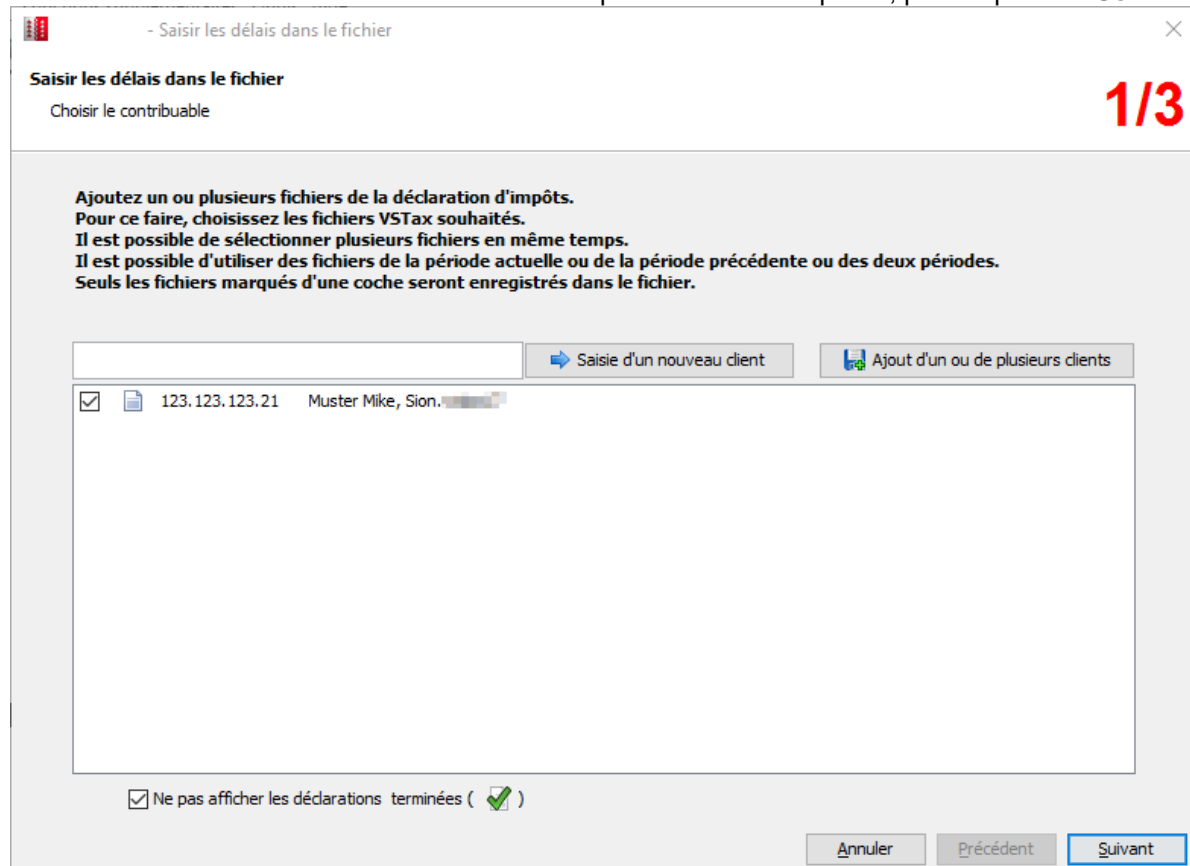 - Saisir les délais dans le fichier
Saisir les délais dans le fichier
Choisir le contribuable
1/3
Ajoutez un ou plusieurs fichiers de la déclaration d'impôts.
Pour ce faire, choisissez les fichiers VSTax souhaités.
Il est possible de sélectionner plusieurs fichiers en même temps.
Il est possible d'utiliser des fichiers de la période actuelle ou de la période précédente ou des deux périodes.
Seuls les fichiers marqués d'une coche seront enregistrés dans le fichier.
Saisie d'un nouveau client Ajout d'un ou de plusieurs clients
123.123.123.21 Muster Mike, Sion.
Ne pas afficher les déclarations terminées ( )
Annuler Précédent Suivant